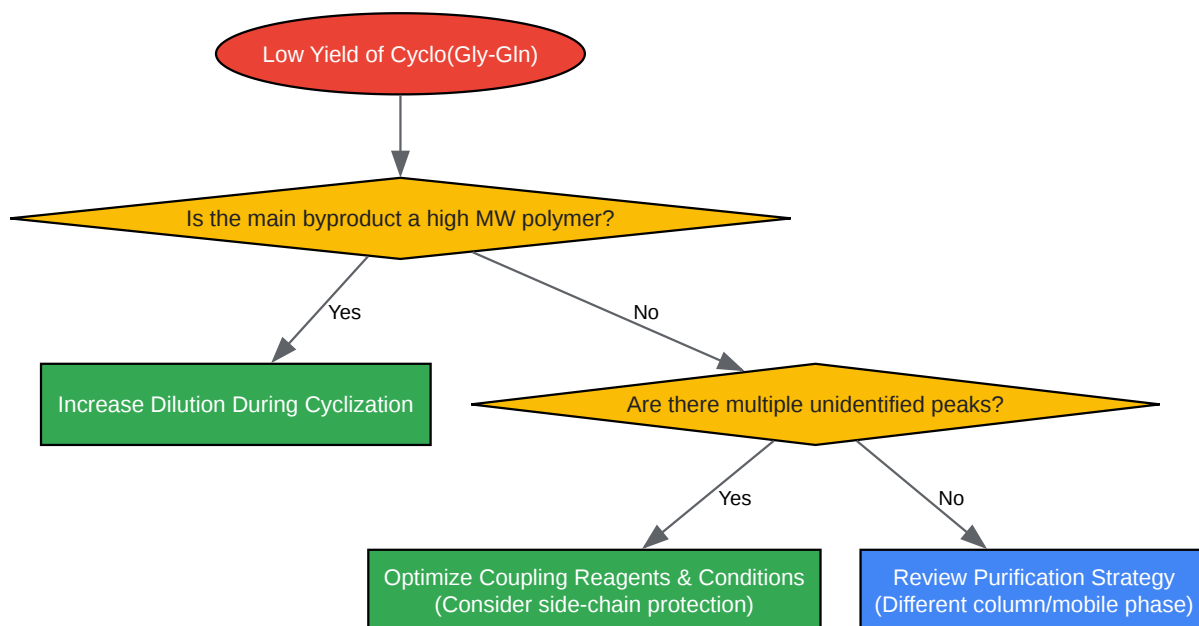 Low Yield of Cyclo(Gly-Gln)
Is the main byproduct a high MW polymer?
Yes
No
Increase Dilution During Cyclization
Are there multiple unidentified peaks?
Yes
No
Optimize Coupling Reagents & Conditions
(Consider side-chain protection)
Review Purification Strategy
(Different column/mobile phase)